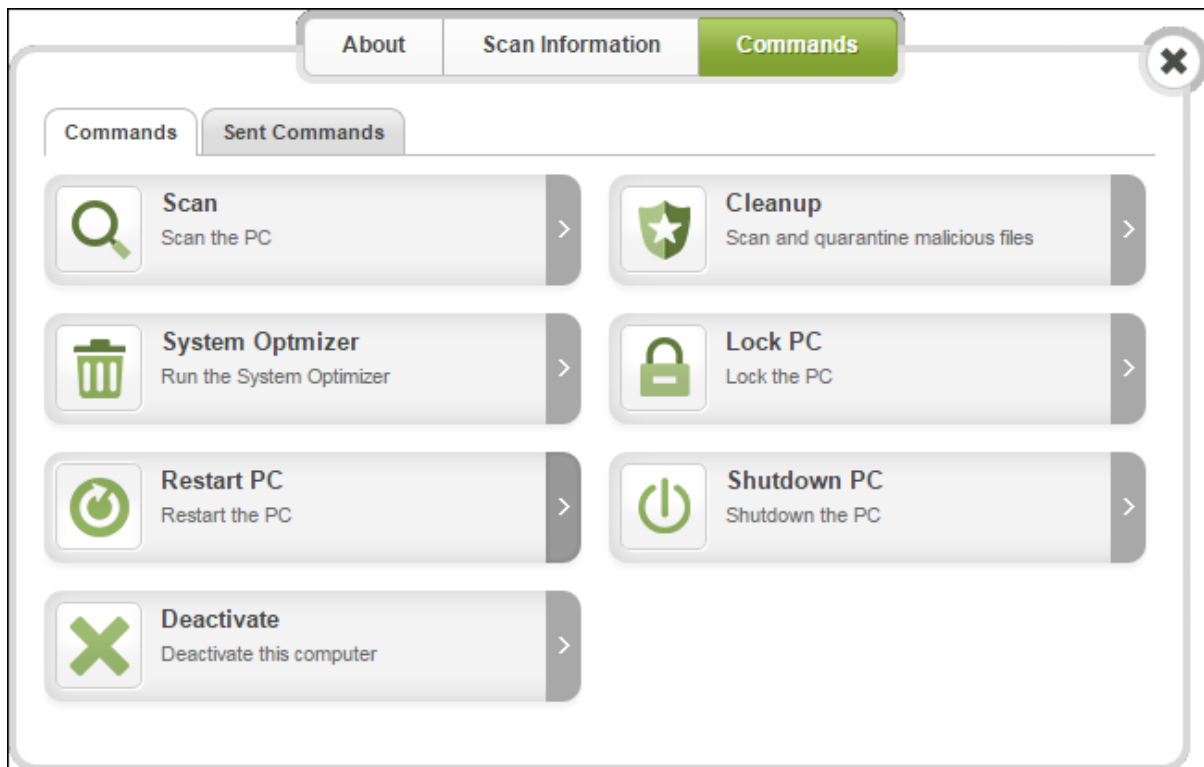 About
Scan Information
Commands
Commands
Sent Commands
Scan
Scan the PC
Cleanup
Scan and quarantine malicious files
System Optmizer
Run the System Optimizer
Lock PC
Lock the PC
Restart PC
Restart the PC
Shutdown PC
Shutdown the PC
Deactivate
Deactivate this computer